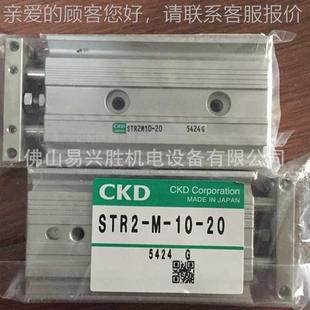 亲爱的顾客您好，请联系客服报价
CKD
STR2M10-20 5424G
佛山易兴胜机电设备有限公司
CKD CKD Corporation
MADE IN JAPAN
STR2-M-10-20
5424 G